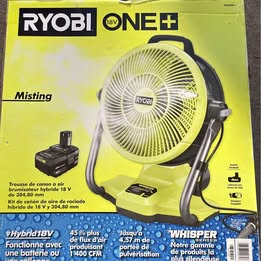 RYOBI 18V ONE+
Misting
RYOBI
Trousse de canon à air
brumisateur hybride 18 V
de 304,80 mm
Kit de cañón de aire de rociado
híbrido de 18 V y 304,80 mm
Hybrid18V
Fonctionne avec
une batterie ou
45 % plus
de flux d'air
produisant
1 400 CFM
Jusqu'à
4,57 m de
portée de
pulvérisation
WHISPER
SERIES
Notre garantie
de produits
la plus silencieuse